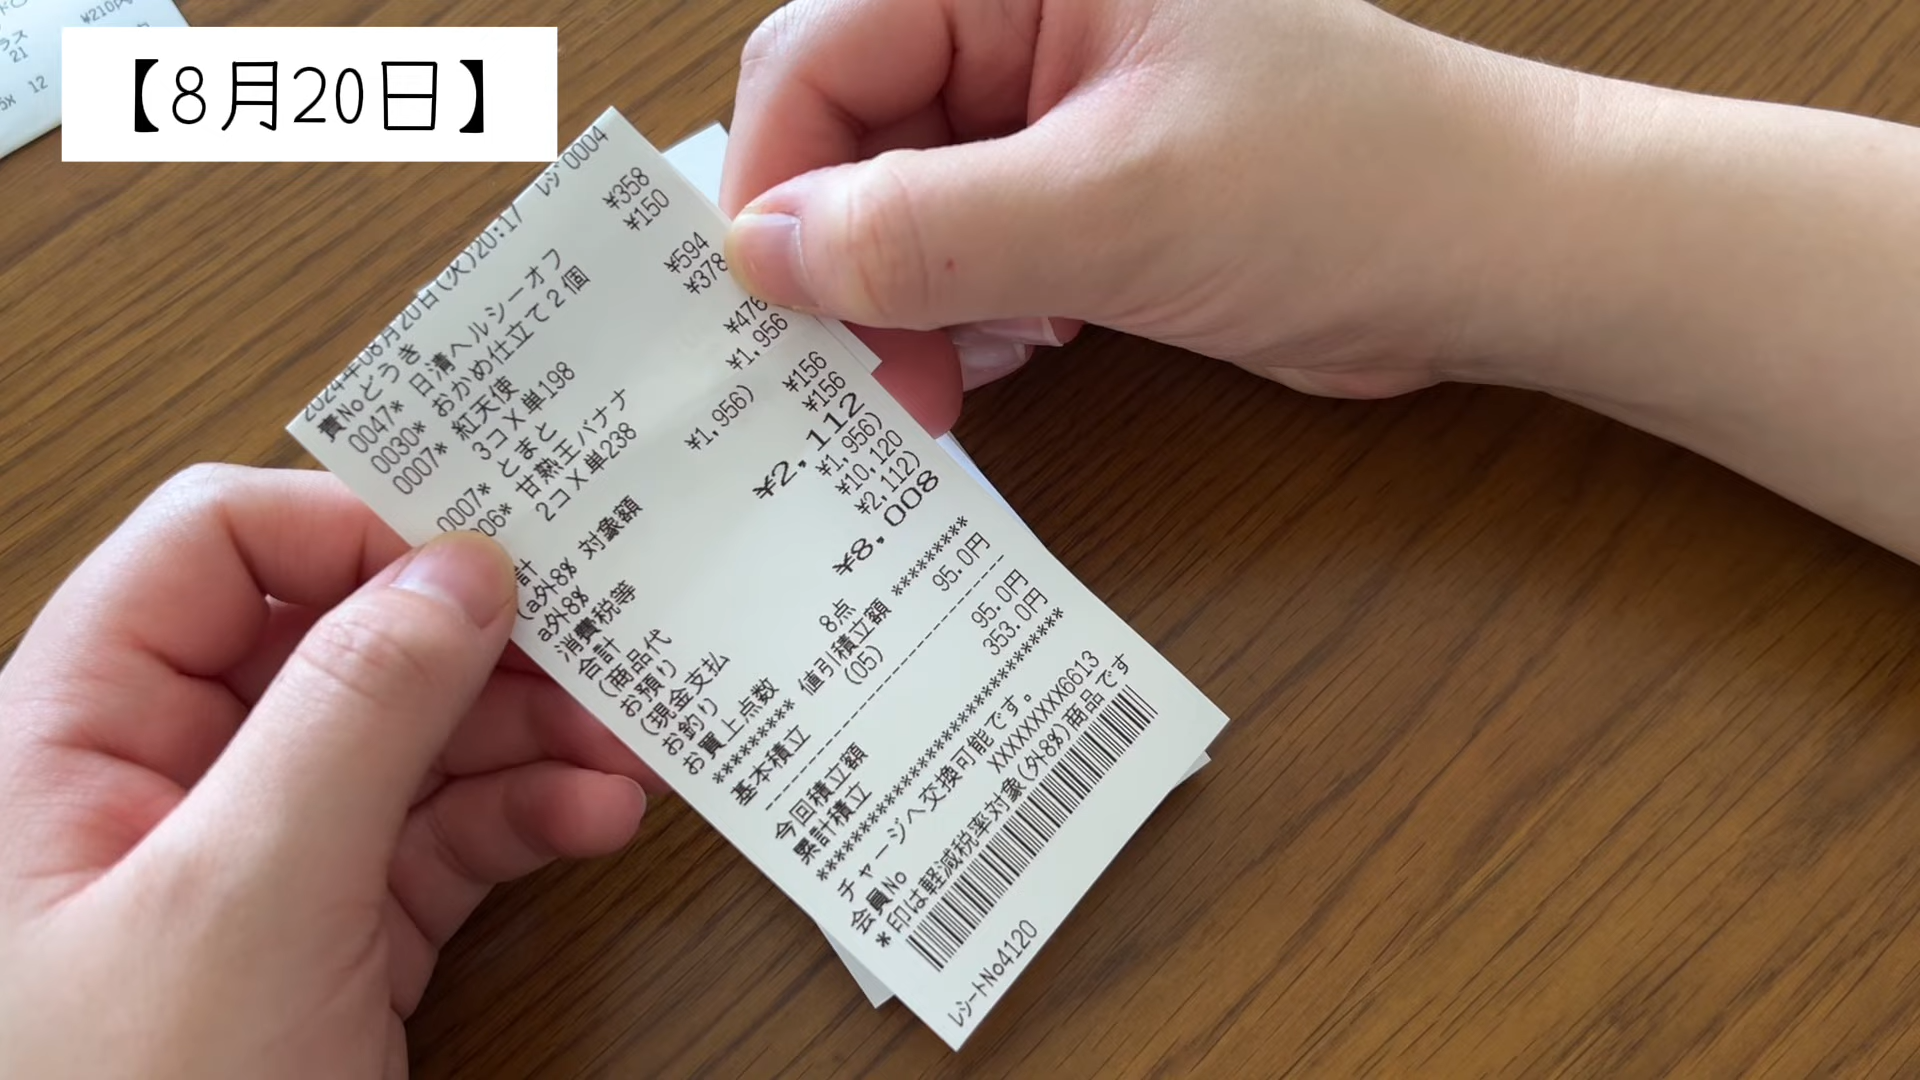 【8月20日】
2024年08月20日(火)20:17 レジ0004
責Noどうき
0047* 日清ヘルシーオフ ¥358
0030* おかめ仕立て2個 ¥150
0007* 紅天使
3コX単198 ¥594
0007* とまと ¥378
06* 甘熟王バナナ
2コX単238 ¥476
計 ¥1,956
(a外8% 対象額 ¥1,956)
a外8% ¥156
消費税等 ¥156
合計 ¥2,112
(商品代 ¥1,956)
お預り ¥10,120
(現金支払 ¥2,112)
お釣り ¥8,008
お買上点数 8点
******** 値引積立額 ********
基本積立 (05) 95.0円
今回積立額 95.0円
累計積立 353.0円
チャージへ交換可能です。
会員No XXXXXXXXX6613
*印は軽減税率対象(外8%)商品です
レシートNo4120
¥210
ラス
21
5x 12